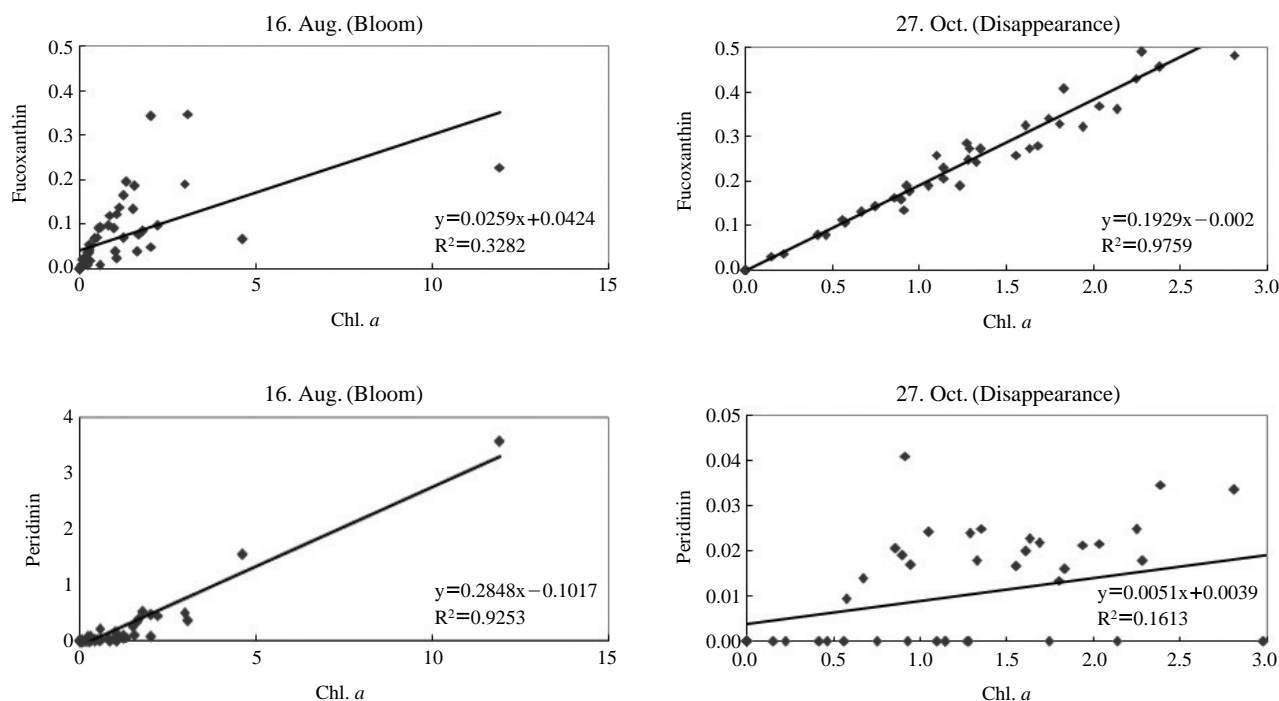 16. Aug. (Bloom)
0.5
0.4
0.3
0.2
0.1
0.0
Fucoxanthin
y=0.0259x+0.0424
R²=0.3282
0
5
10
15
Chl. a
27. Oct. (Disappearance)
0.5
0.4
0.3
0.2
0.1
0.0
Fucoxanthin
y=0.1929x−0.002
R²=0.9759
0.0
0.5
1.0
1.5
2.0
2.5
3.0
Chl. a
16. Aug. (Bloom)
4
3
2
1
0
Peridinin
y=0.2848x−0.1017
R²=0.9253
0
5
10
15
Chl. a
27. Oct. (Disappearance)
0.05
0.04
0.03
0.02
0.01
0.00
Peridinin
y=0.0051x+0.0039
R²=0.1613
0.0
0.5
1.0
1.5
2.0
2.5
3.0
Chl. a